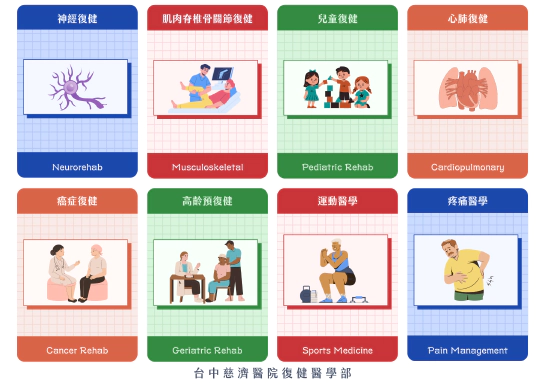 神經復健
肌肉脊椎骨關節復健
兒童復健
心肺復健
Neurorehab
Musculoskeletal
Pediatric Rehab
Cardiopulmonary
癌症復健
高齡預復健
運動醫學
疼痛醫學
Cancer Rehab
Geriatric Rehab
Sports Medicine
Pain Management
台中慈濟醫院復健醫學部